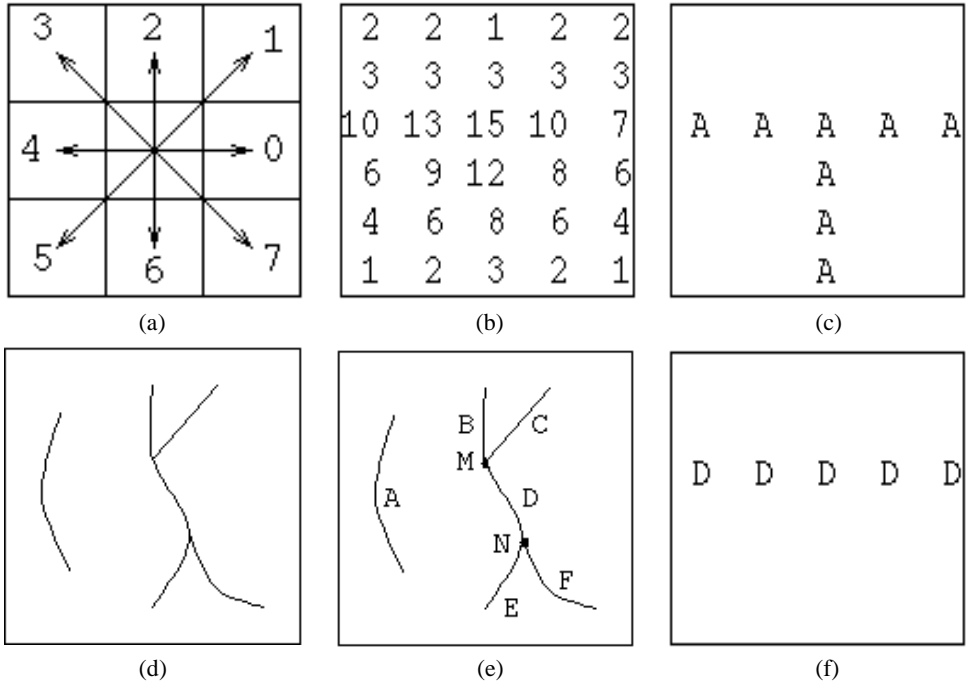 3 2 1
4 0
5 6 7
(a)
2 2 1 2 2
3 3 3 3 3
10 13 15 10 7
6 9 12 8 6
4 6 8 6 4
1 2 3 2 1
(b)
A A A A A
A
A
A
(c)
(d)
B C
M
A D
N
F
E
(e)
D D D D D
(f)